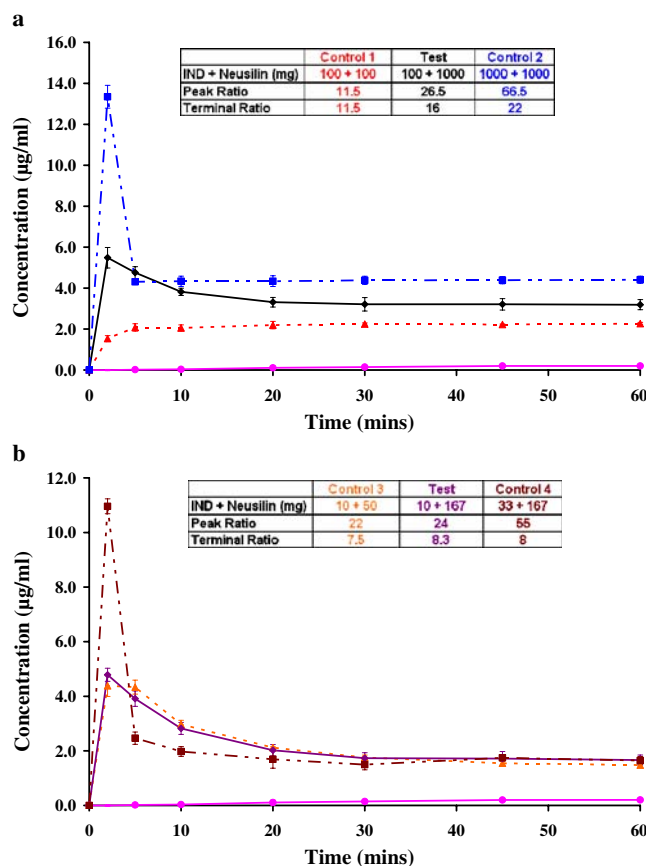 a
16.0
14.0
12.0
10.0
8.0
6.0
4.0
2.0
0.0
Concentration (µg/ml)
Control 1 Test Control 2
IND + Neusilin (mg) 100 + 100 100 + 1000 1000 + 1000
Peak Ratio 11.5 26.5 66.5
Terminal Ratio 11.5 16 22
0 10 20 30 40 50 60
Time (mins)
b
12.0
10.0
8.0
6.0
4.0
2.0
0.0
Concentration (µg/ml)
Control 3 Test Control 4
IND + Neusilin (mg) 10 + 50 10 + 167 33 + 167
Peak Ratio 22 24 55
Terminal Ratio 7.5 8.3 8
0 10 20 30 40 50 60
Time (mins)